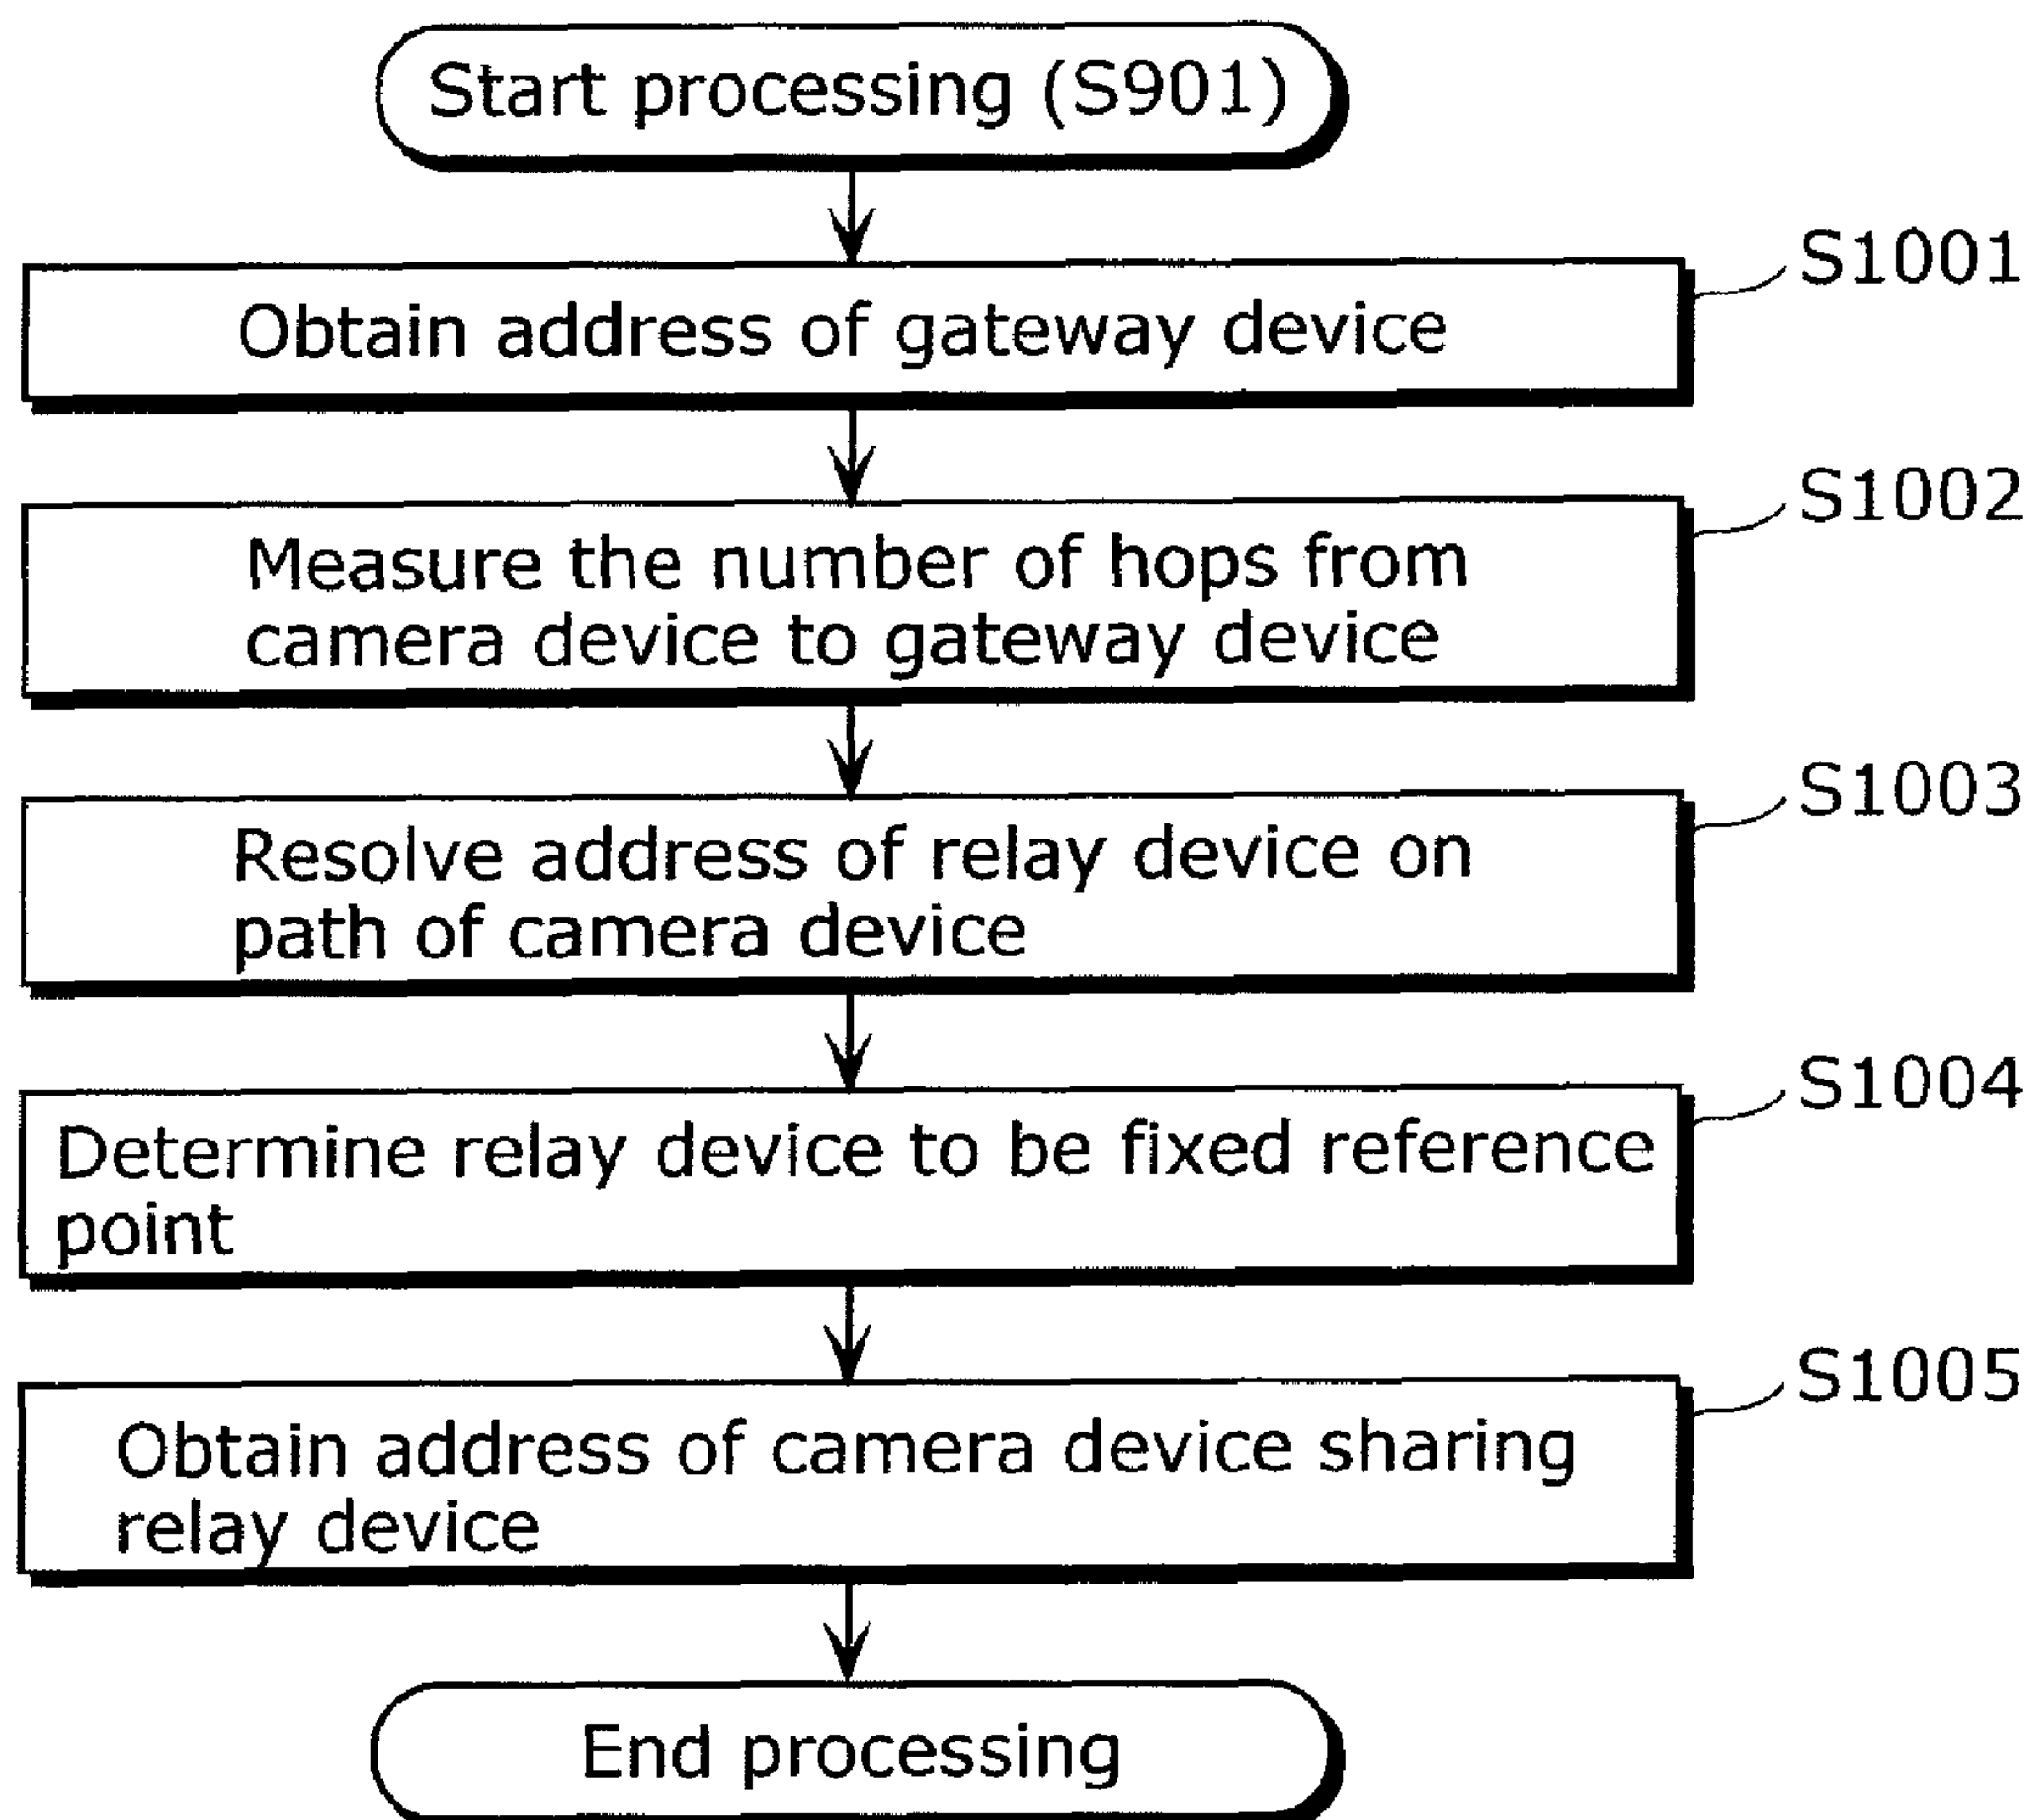 Start processing (S901)
S1001
Obtain address of gateway device
S1002
Measure the number of hops from
camera device to gateway device
S1003
Resolve address of relay device on
path of camera device
S1004
Determine relay device to be fixed reference
point
S1005
Obtain address of camera device sharing
relay device
End processing